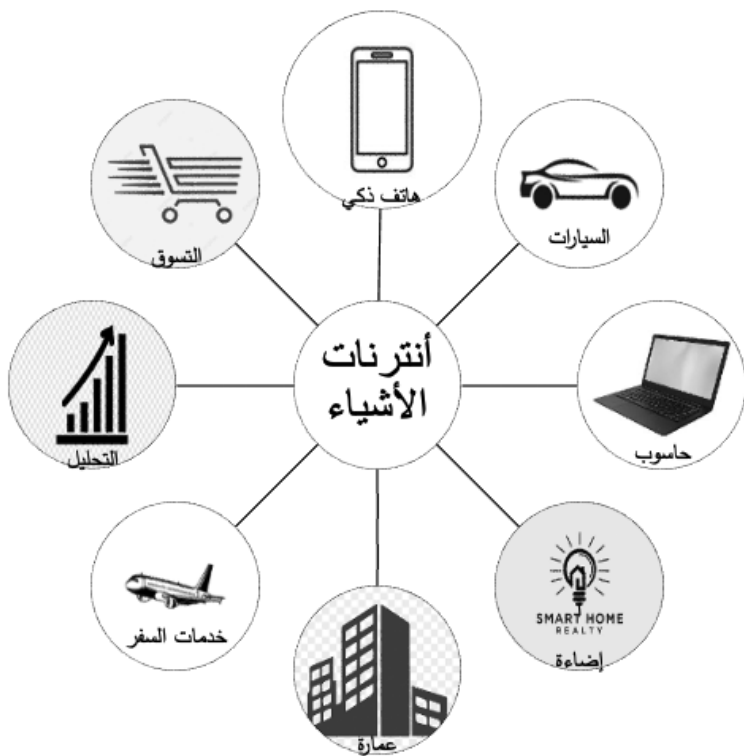 هاتف ذكي
التسوق
السيارات
أنترنات
الأشياء
التحليل
حاسوب
خدمات السفر
SMART HOME
REALTY
إضاءة
عمارة